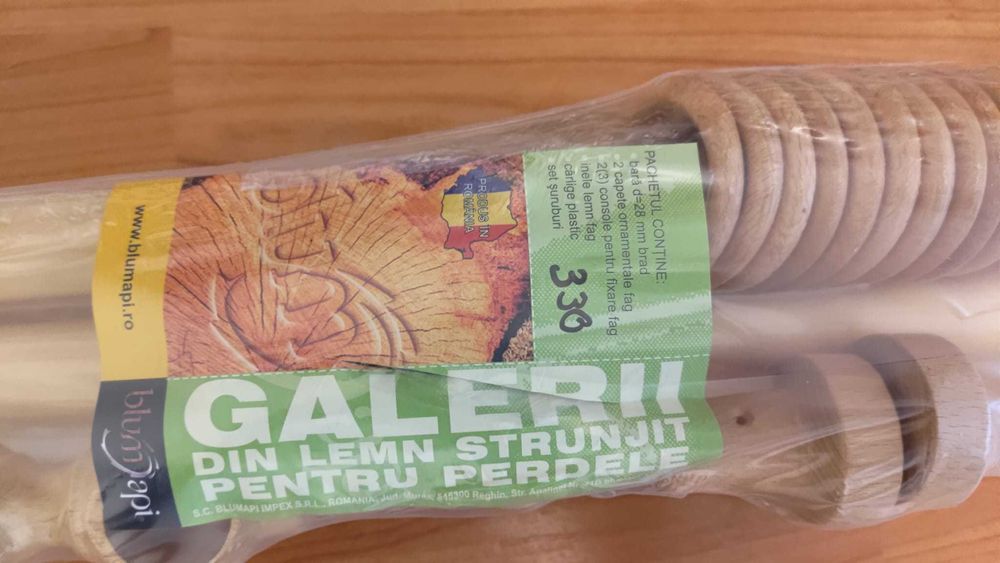 www.blumapi.ro
PRODUS IN
ROMÂNIA
PACHETUL CONȚINE:
• bară d=28 mm brad
• 2 capete ornamentale fag
• 2(3) console pentru fixare fag
• inele lemn fag
• cârlige plastic
• set șuruburi
330
blumapi
GALERII
DIN LEMN STRUNJIT
PENTRU PERDELE
S.C. BLUMAPI IMPEX S.R.L., ROMANIA, Jud. Mureș, 545300 Reghin, Str.